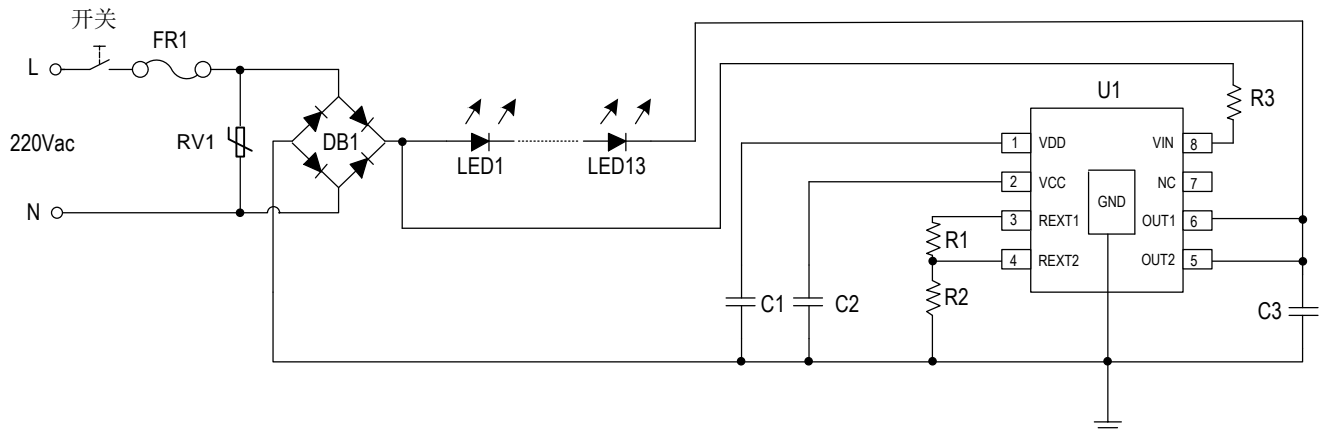 开关
FR1
L
220Vac
N
RV1
DB1
LED1
LED13
U1
R3
1 VDD
VIN 8
2 VCC
NC 7
GND
3 REXT1
OUT1 6
4 REXT2
OUT2 5
R1
R2
C1
C2
C3